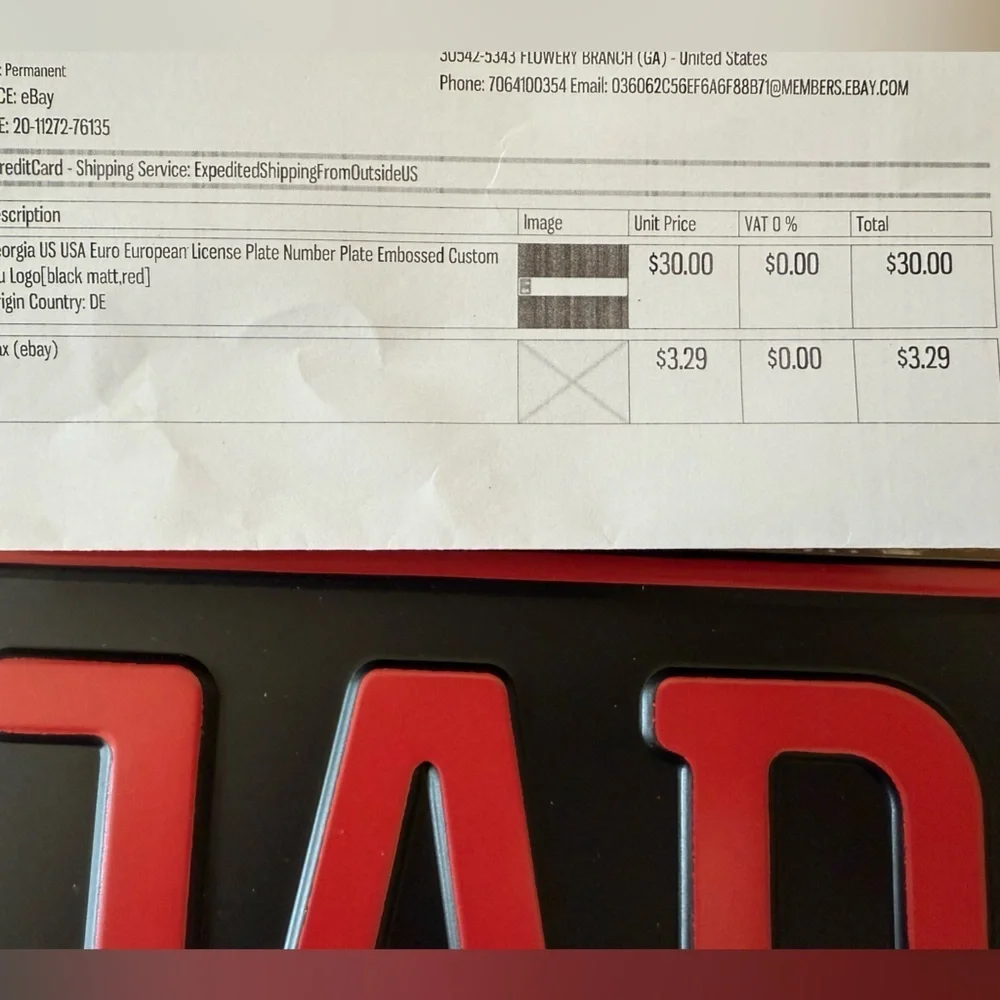 : Permanent
30542-5343 FLOWERY BRANCH (GA) - United States
CE: eBay
Phone: 7064100354 Email: 036062C56EF6A6F88B71@MEMBERS.EBAY.COM
E: 20-11272-76135
reditCard - Shipping Service: ExpeditedShippingFromOutsideUS
scription Image Unit Price VAT 0 % Total
eorgia US USA Euro European License Plate Number Plate Embossed Custom
u Logo[black matt,red] $30.00 $0.00 $30.00
igin Country: DE
ax (ebay) $3.29 $0.00 $3.29
JAD